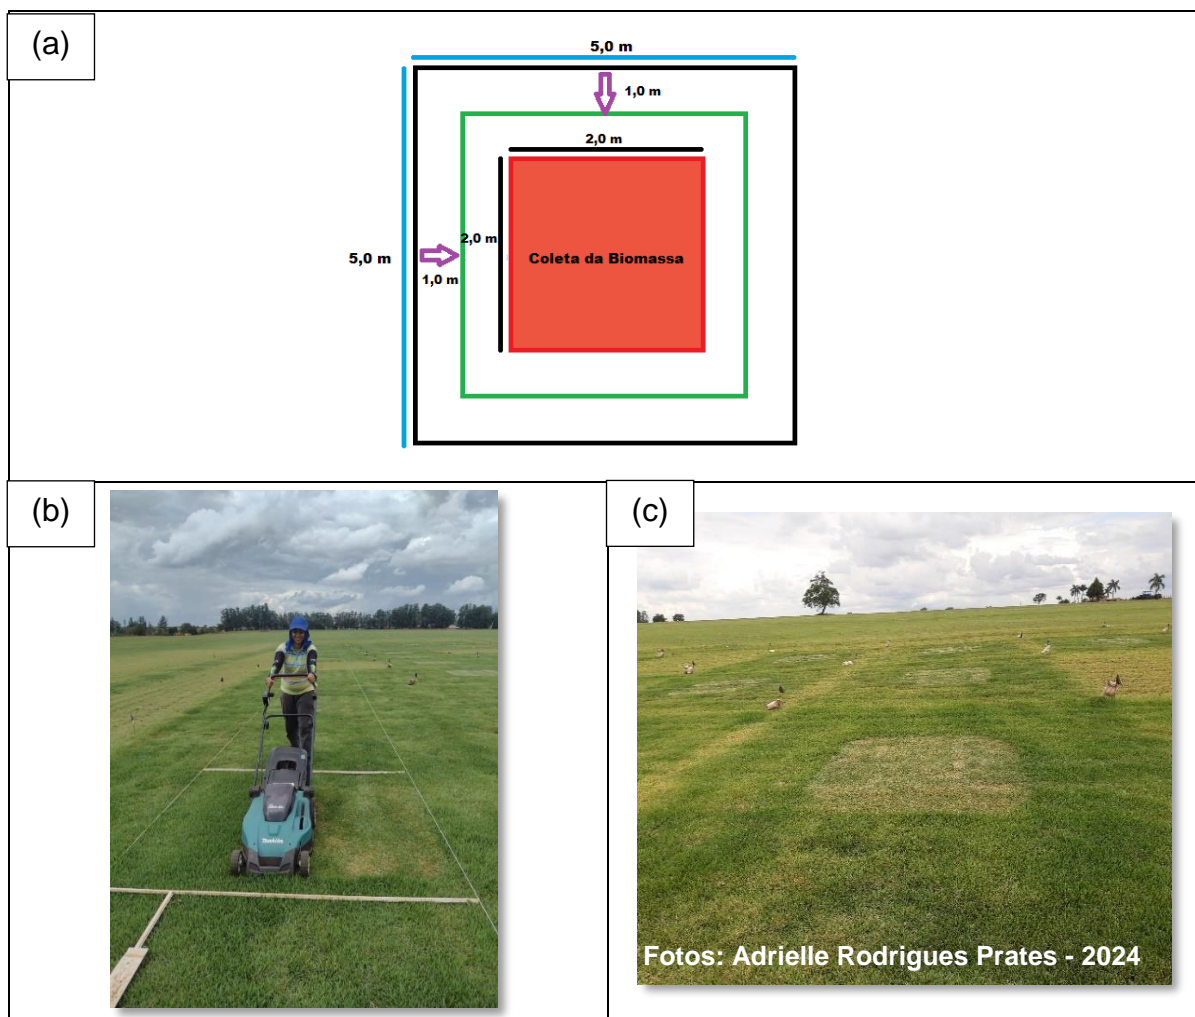 (a)
5,0 m
1,0 m
2,0 m
2,0 m
5,0 m
Coleta da Biomassa
1,0 m
(b)
(c)
Makita
Fotos: Adrielle Rodrigues Prates - 2024